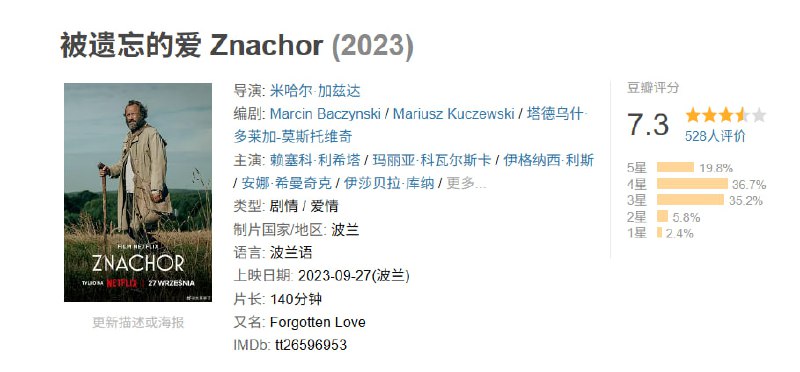 被遗忘的爱 Znachor (2023)
导演: 米哈尔·加兹达
编剧: Marcin Baczynski / Mariusz Kuczewski / 塔德乌什·
多莱加-莫斯托维奇
主演: 赖塞科·利希塔 / 玛丽亚·科瓦尔斯卡 / 伊格纳西·利斯
/ 安娜·希曼奇克 / 伊莎贝拉·库纳 / 更多...
类型: 剧情 / 爱情
制片国家/地区: 波兰
语言: 波兰语
上映日期: 2023-09-27(波兰)
片长: 140分钟
又名: Forgotten Love
IMDb: tt26596953
FILM NETFLIX
ZNACHOR
TYLKO NA NETFLIX | 27 WRZEŚNIA
更新描述或海报
豆瓣评分
7.3
528人评价
5星 19.8%
4星 36.7%
3星 35.2%
2星 5.8%
1星 2.4%